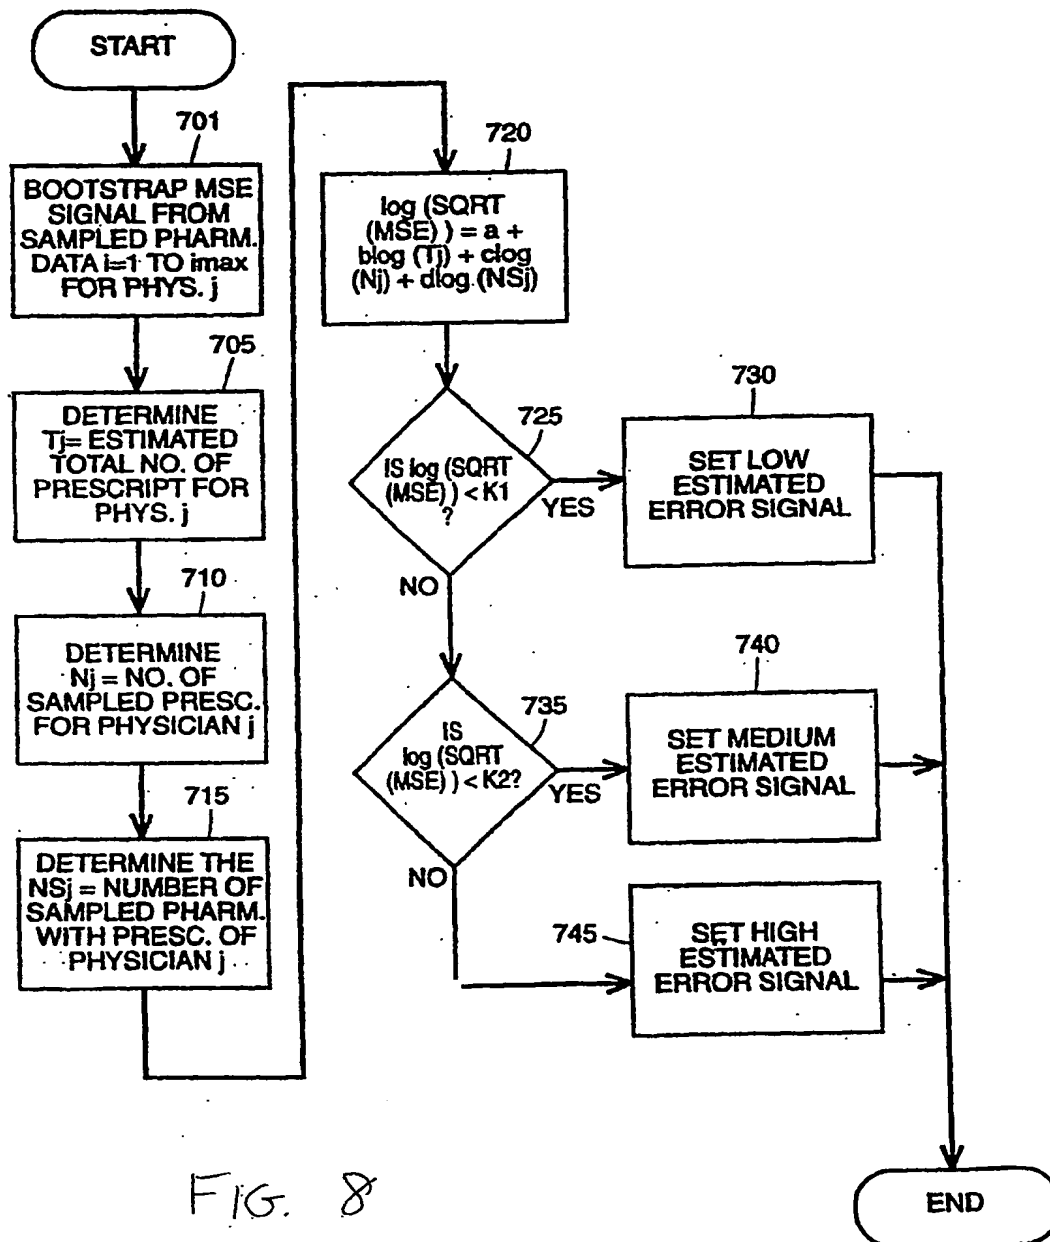 START
701
BOOTSTRAP MSE
SIGNAL FROM
SAMPLED PHARM.
DATA i=1 TO imax
FOR PHYS. j
705
DETERMINE
Tj= ESTIMATED
TOTAL NO. OF
PRESCRIPT FOR
PHYS. j
710
DETERMINE
Nj = NO. OF
SAMPLED PRESC.
FOR PHYSICIAN j
715
DETERMINE THE
NSj = NUMBER OF
SAMPLED PHARM.
WITH PRESC. OF
PHYSICIAN j
720
log (SQRT
(MSE) ) = a +
blog (Tj) + clog
(Nj) + dlog (NSj)
725
IS log (SQRT
(MSE) ) < K1
?
YES
NO
730
SET LOW
ESTIMATED
ERROR SIGNAL
735
IS
log (SQRT
(MSE) ) < K2?
YES
NO
740
SET MEDIUM
ESTIMATED
ERROR SIGNAL
745
SET HIGH
ESTIMATED
ERROR SIGNAL
END
FIG. 8